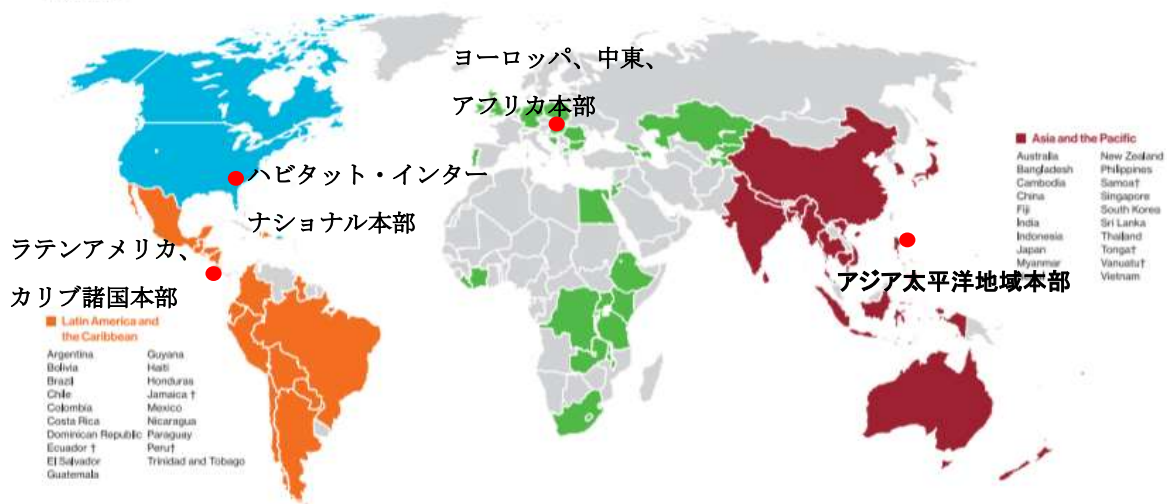 ヨーロッパ、中東、
アフリカ本部
ハビタット・インター
ナショナル本部
ラテンアメリカ、
カリブ諸国本部
アジア太平洋地域本部
Latin America and
the Caribbean
Argentina
Bolivia
Brazil
Chile
Colombia
Costa Rica
Dominican Republic
Ecuador †
El Salvador
Guatemala
Guyana
Haiti
Honduras
Jamaica †
Mexico
Nicaragua
Paraguay
Peru†
Trinidad and Tobago
Asia and the Pacific
Australia
Bangladesh
Cambodia
China
Fiji
India
Indonesia
Japan
Myanmar
New Zealand
Philippines
Samoa†
Singapore
South Korea
Sri Lanka
Thailand
Tonga†
Vanuatu†
Vietnam